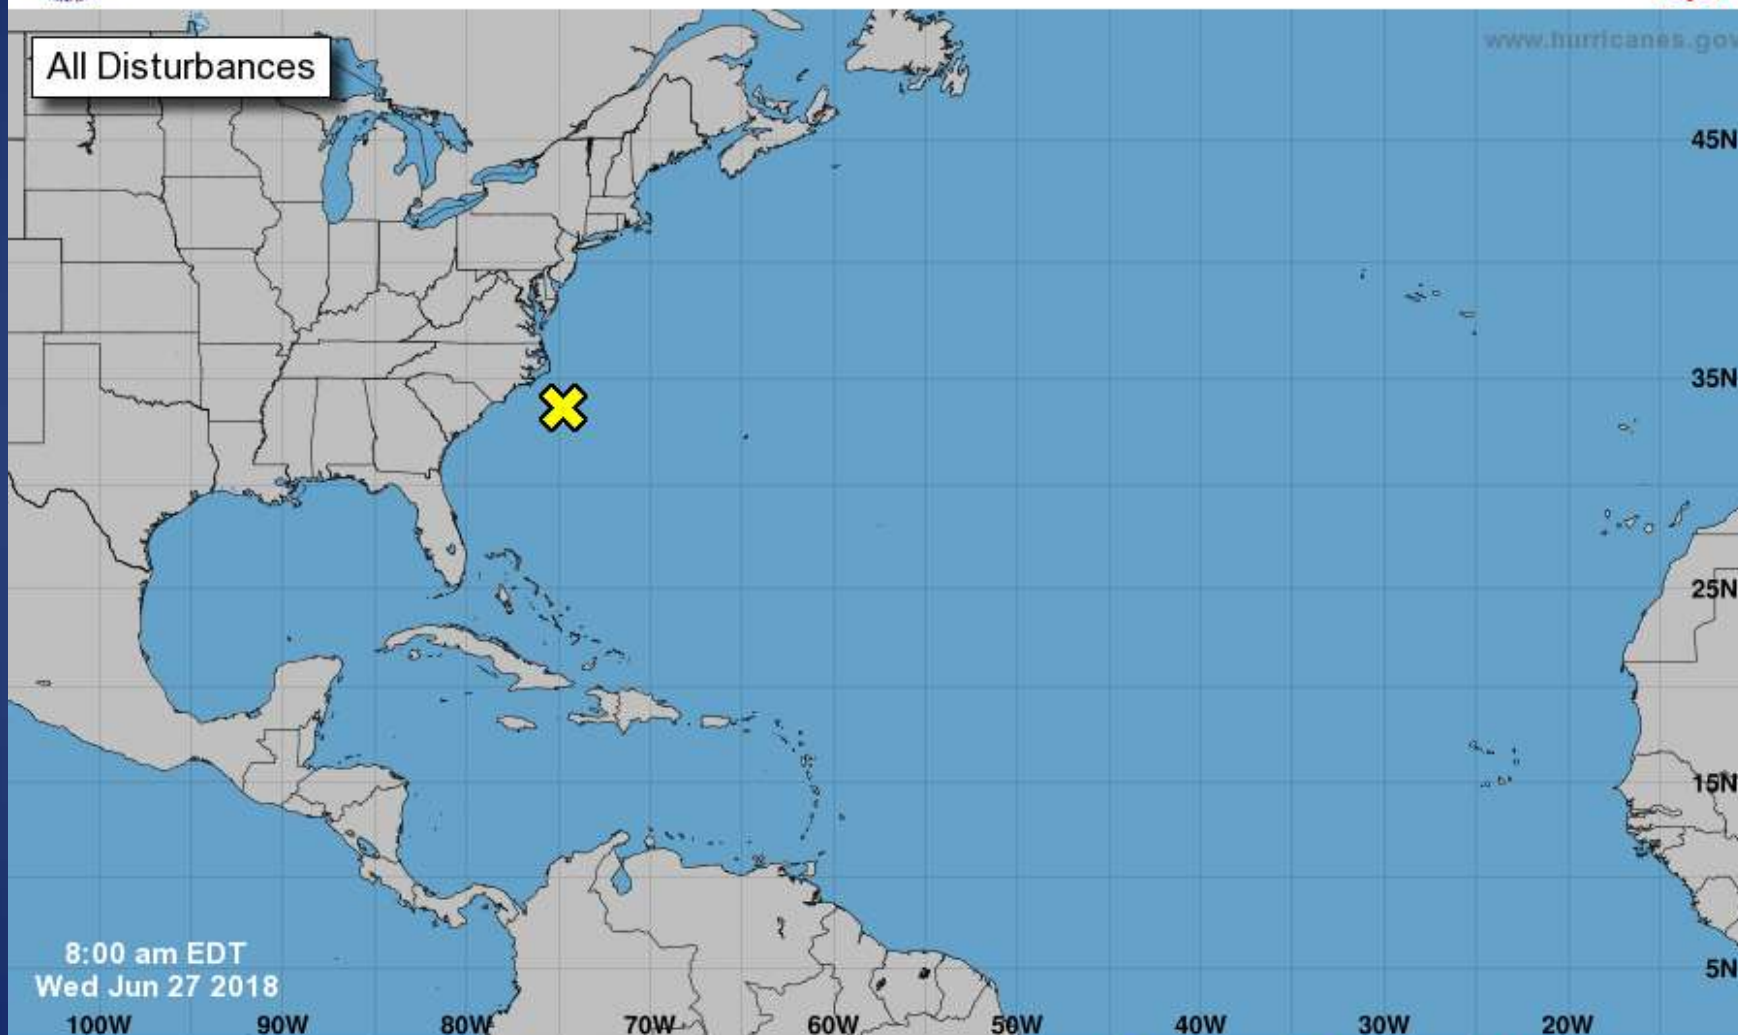 All Disturbances
www.hurricanes.gov
45N
35N
25N
15N
5N
8:00 am EDT
Wed Jun 27 2018
100W 90W 80W 70W 60W 50W 40W 30W 20W